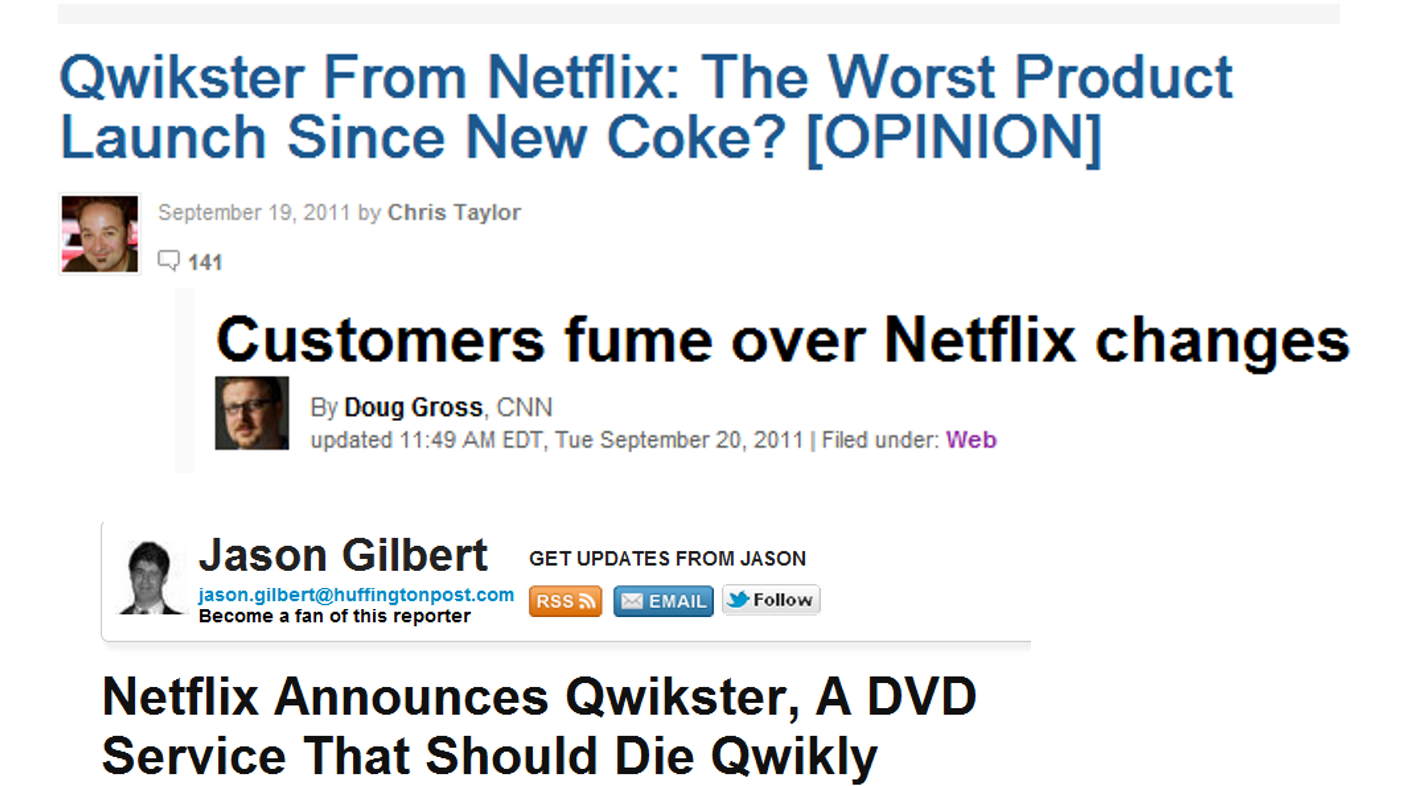 Qwikster From Netflix: The Worst Product
Launch Since New Coke? [OPINION]
September 19, 2011 by Chris Taylor
141
Customers fume over Netflix changes
By Doug Gross, CNN
updated 11:49 AM EDT, Tue September 20, 2011 | Filed under: Web
Jason Gilbert
jason.gilbert@huffingtonpost.com
Become a fan of this reporter
GET UPDATES FROM JASON
RSS EMAIL Follow
Netflix Announces Qwikster, A DVD
Service That Should Die Qwikly